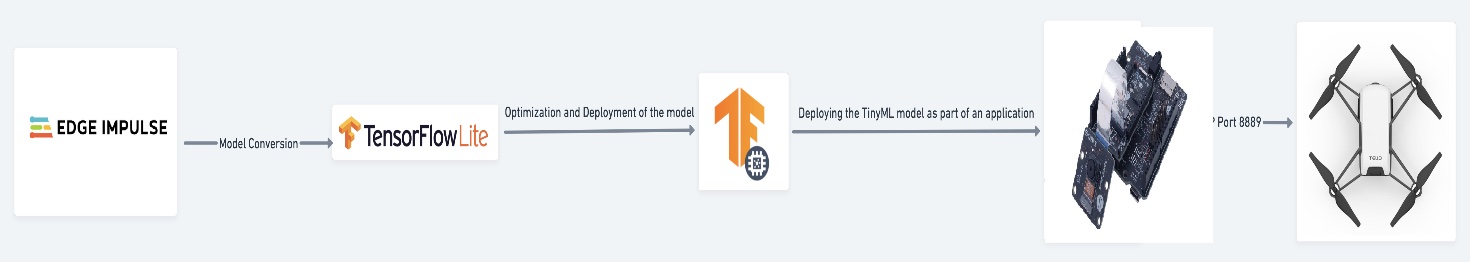 EDGE IMPULSE
Model Conversion
TensorFlow Lite
Optimization and Deployment of the model
Deploying the TinyML model as part of an application
Port 8889
TELLO